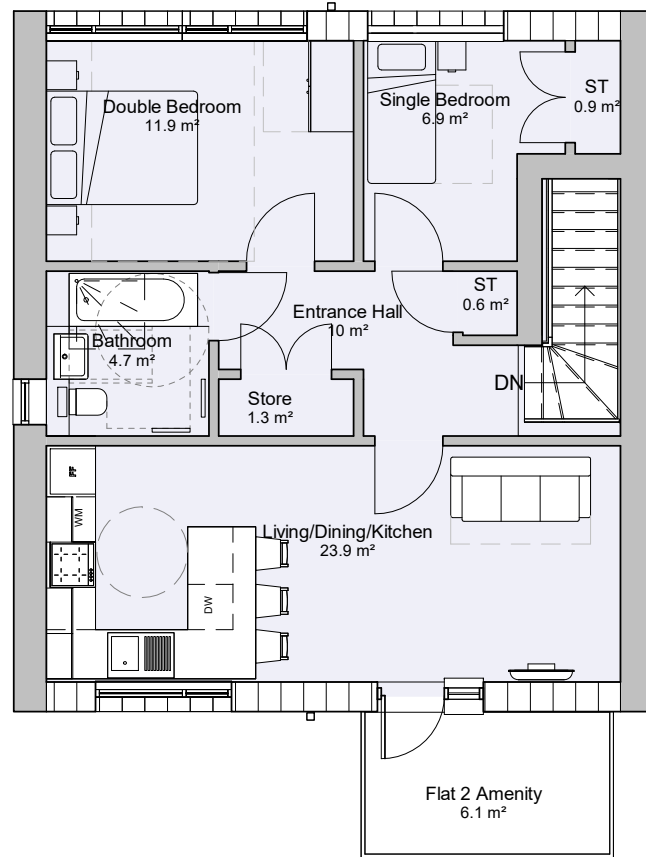 Double Bedroom
11.9 m²
Single Bedroom
6.9 m²
ST
0.9 m²
ST
0.6 m²
Entrance Hall
10 m²
Bathroom
4.7 m²
Store
1.3 m²
DN
FF
WM
Living/Dining/Kitchen
23.9 m²
DW
Flat 2 Amenity
6.1 m²